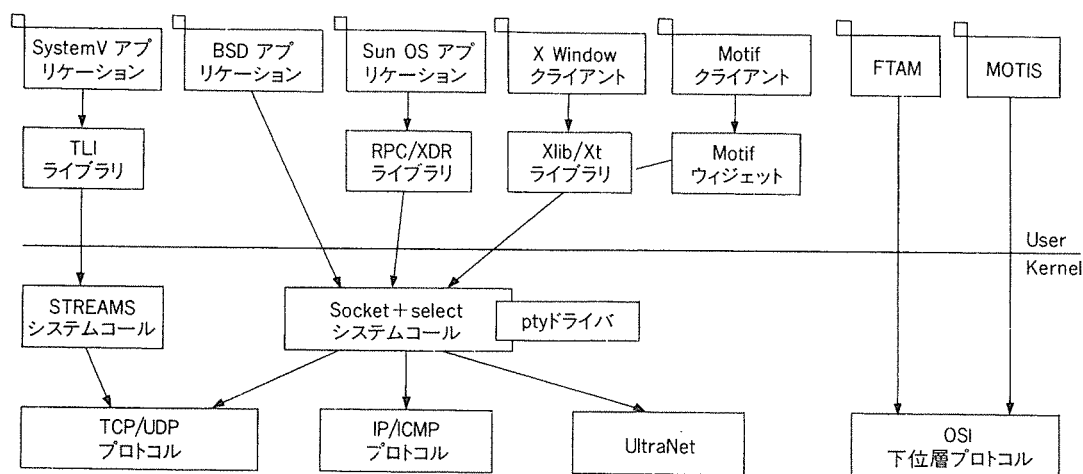 SystemV アプ
リケーション
BSD アプ
リケーション
Sun OS アプ
リケーション
X Window
クライアント
Motif
クライアント
FTAM
MOTIS
TLI
ライブラリ
RPC/XDR
ライブラリ
Xlib/Xt
ライブラリ
Motif
ウィジェット
User
Kernel
STREAMS
システムコール
Socket+select
システムコール
ptyドライバ
TCP/UDP
プロトコル
IP/ICMP
プロトコル
UltraNet
OSI
下位層プロトコル